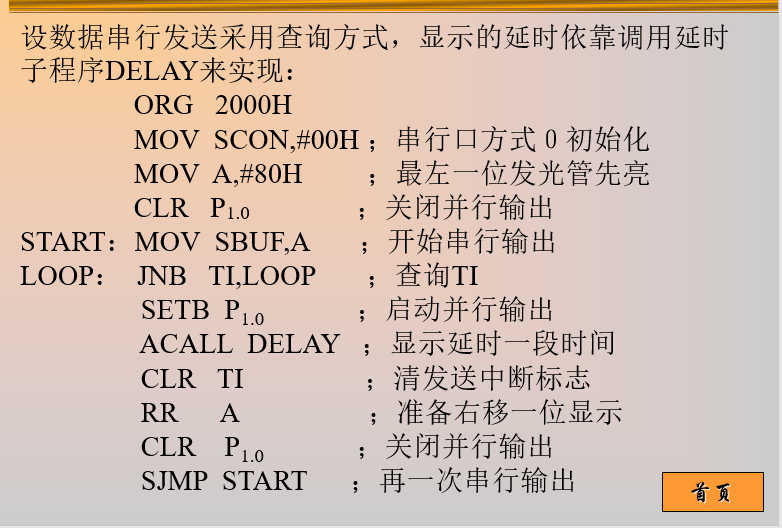 设数据串行发送采用查询方式，显示的延时依靠调用延时
子程序DELAY来实现：
ORG 2000H
MOV SCON,#00H ；串行口方式0初始化
MOV A,#80H ；最左一位发光管先亮
CLR P1.0 ；关闭并行输出
START：MOV SBUF,A ；开始串行输出
LOOP： JNB TI,LOOP ；查询TI
SETB P1.0 ；启动并行输出
ACALL DELAY ；显示延时一段时间
CLR TI ；清发送中断标志
RR A ；准备右移一位显示
CLR P1.0 ；关闭并行输出
SJMP START ；再一次串行输出
首页